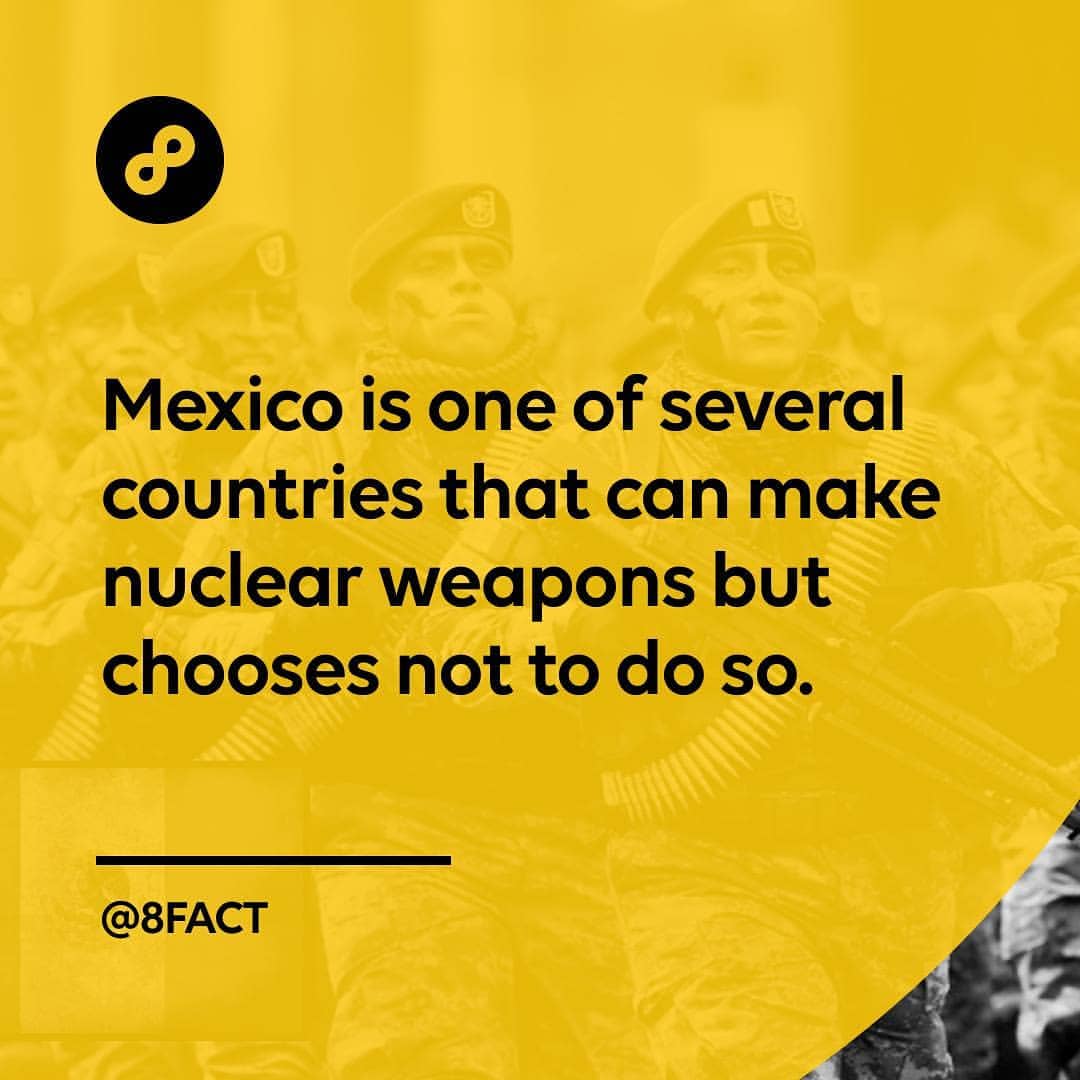 Mexico is one of several
countries that can make
nuclear weapons but
chooses not to do so.
@8FACT